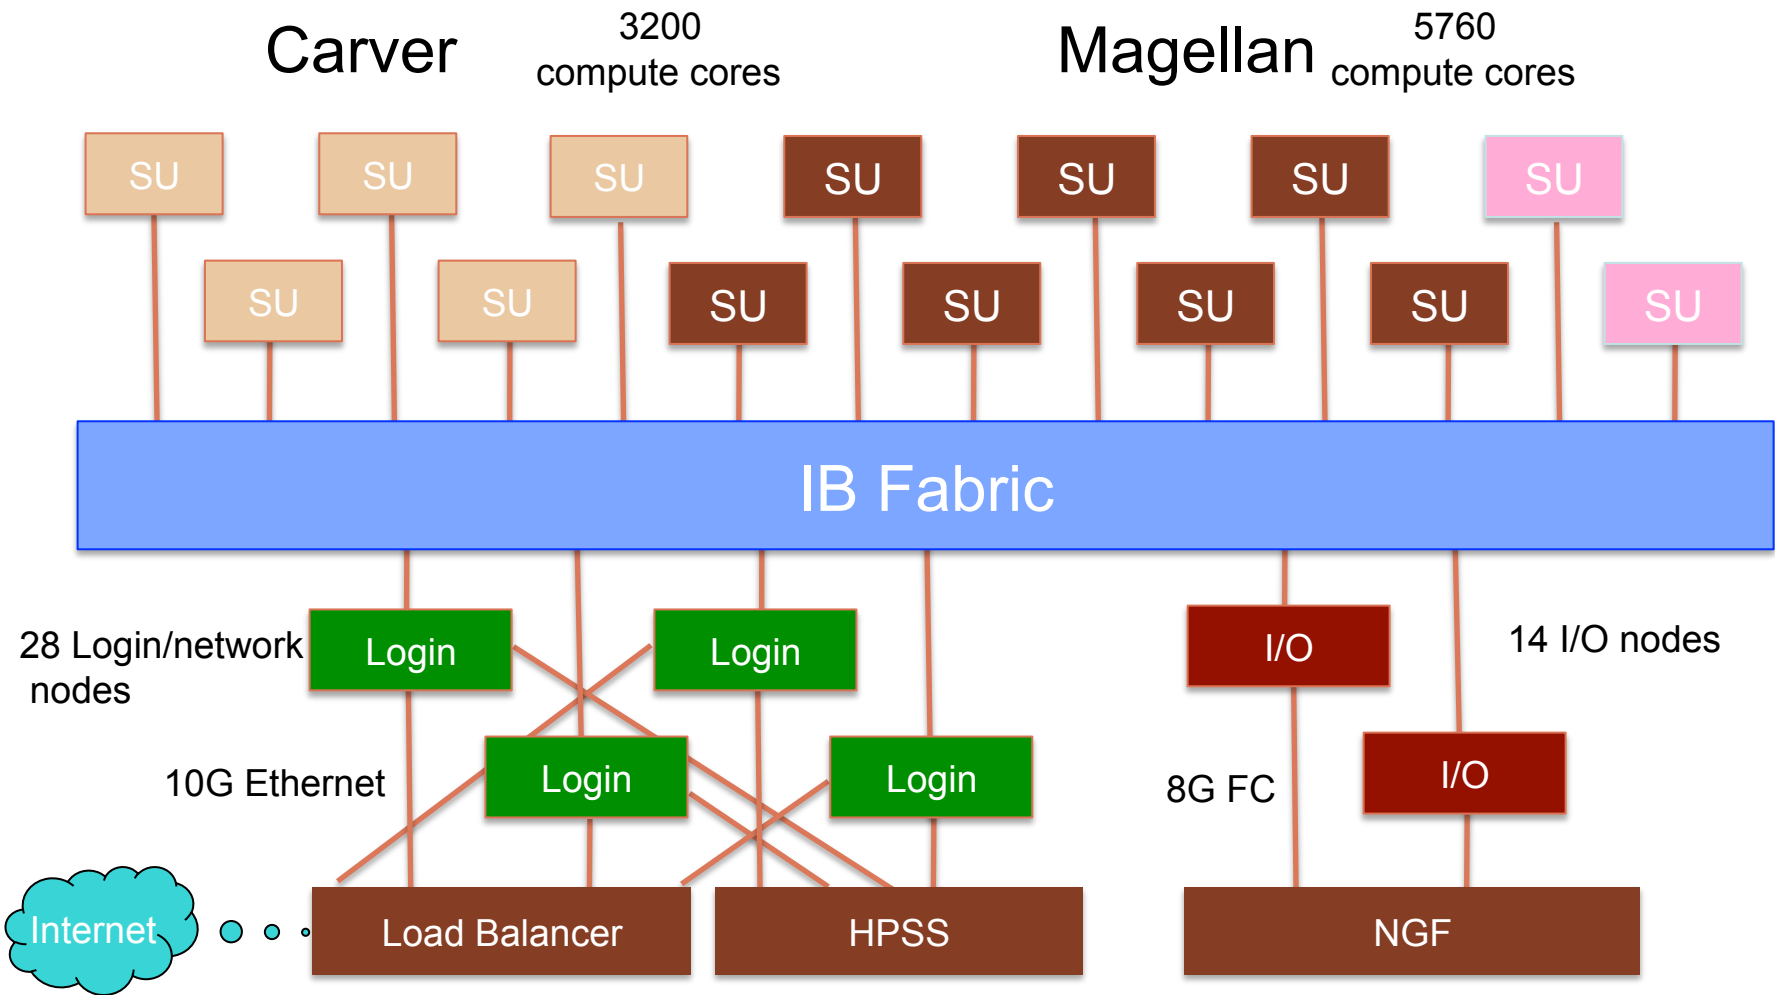 Carver
3200
compute cores
Magellan
5760
compute cores
SU
SU
SU
SU
SU
SU
SU
SU
SU
SU
SU
SU
SU
SU
IB Fabric
28 Login/network
nodes
Login
Login
I/O
14 I/O nodes
10G Ethernet
Login
Login
8G FC
I/O
Internet
Load Balancer
HPSS
NGF